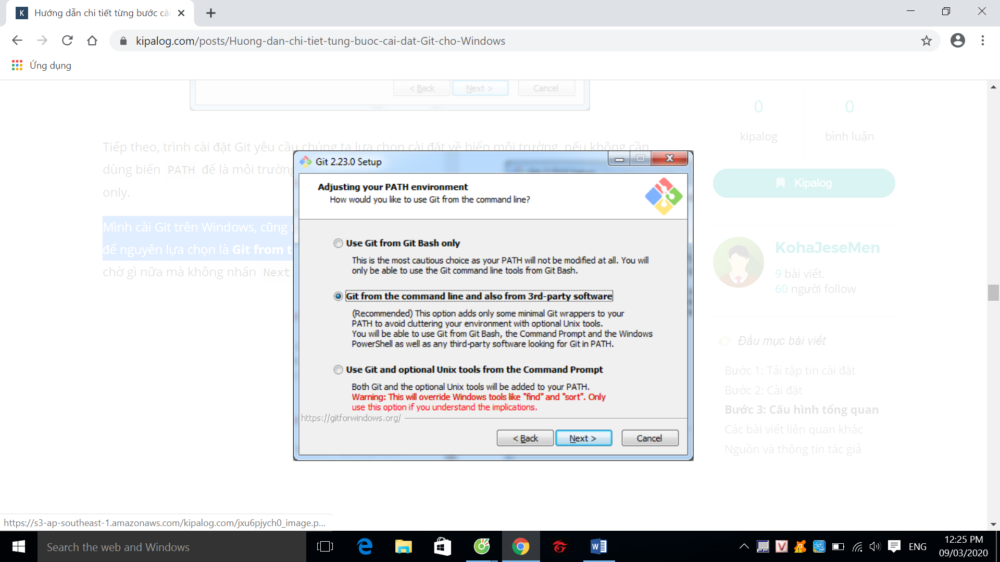 Hướng dẫn chi tiết từng bước cài
kipalog.com/posts/Huong-dan-chi-tiet-tung-buoc-cai-dat-Git-cho-Windows
Ứng dụng
< Back
Next >
Cancel
Tiếp theo, trình cài đặt Git yêu cầu chúng ta lựa chọn cài đặt về biến môi trường, nếu không cần
dùng biến PATH để là môi trường
only.
Mình cài Git trên Windows, cũng
để nguyên lựa chọn là Git from t
chờ gì nữa mà không nhấn Next
Git 2.23.0 Setup
Adjusting your PATH environment
How would you like to use Git from the command line?
Use Git from Git Bash only
This is the most cautious choice as your PATH will not be modified at all. You will
only be able to use the Git command line tools from Git Bash.
Git from the command line and also from 3rd-party software
(Recommended) This option adds only some minimal Git wrappers to your
PATH to avoid cluttering your environment with optional Unix tools.
You will be able to use Git from Git Bash, the Command Prompt and the Windows
PowerShell as well as any third-party software looking for Git in PATH.
Use Git and optional Unix tools from the Command Prompt
Both Git and the optional Unix tools will be added to your PATH.
Warning: This will override Windows tools like "find" and "sort". Only
use this option if you understand the implications.
https://gitforwindows.org/
< Back
Next >
Cancel
0
0
kipalog
bình luận
Kipalog
KohaJeseMen
9 bài viết.
60 người follow
Đầu mục bài viết
Bước 1: Tải tập tin cài đặt
Bước 2: Cài đặt
Bước 3: Cấu hình tổng quan
Các bài viết liên quan khác
Nguồn và thông tin tác giả
https://s3-ap-southeast-1.amazonaws.com/kipalog.com/jxu6pjych0_image.p...
Search the web and Windows
ENG
12:25 PM
09/03/2020